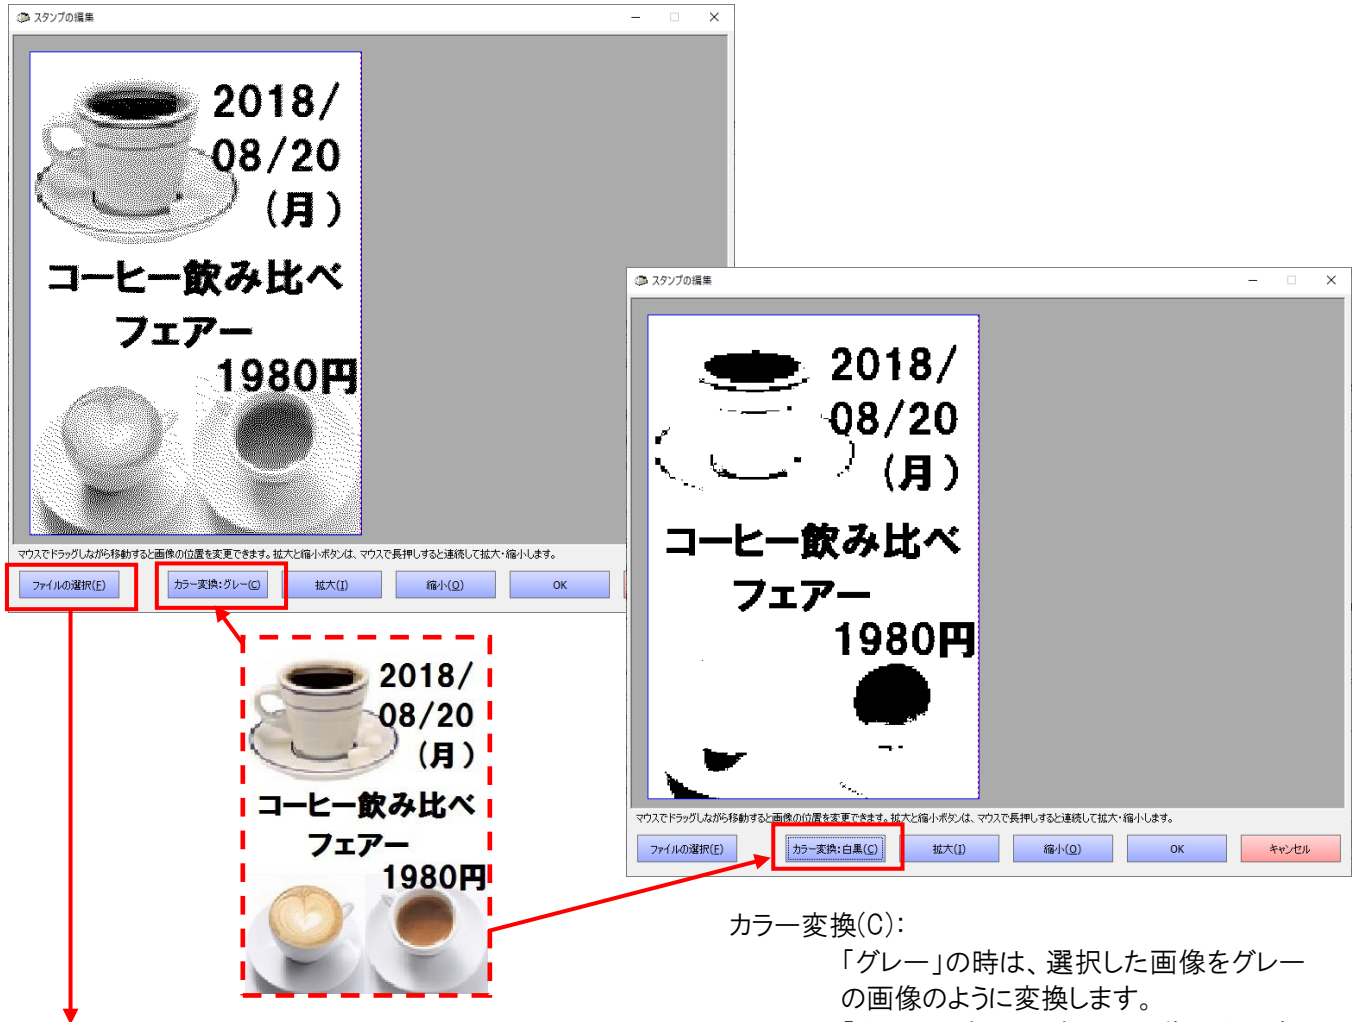 スタンプの編集
2018/
08/20
(月)
コーヒー飲み比べ
フェアー
1980円
マウスでドラッグしながら移動すると画像の位置を変更できます。拡大と縮小ボタンは、マウスで長押しすると連続して拡大・縮小します。
ファイルの選択(F)
カラー変換:グレー(C)
拡大(I)
縮小(O)
OK
スタンプの編集
2018/
08/20
(月)
コーヒー飲み比べ
フェアー
1980円
マウスでドラッグしながら移動すると画像の位置を変更できます。拡大と縮小ボタンは、マウスで長押しすると連続して拡大・縮小します。
ファイルの選択(F)
カラー変換:白黒(C)
拡大(I)
縮小(O)
OK
キャンセル
2018/
08/20
(月)
コーヒー飲み比べ
フェアー
1980円
カラー変換(C):
「グレー」の時は、選択した画像をグレー
の画像のように変換します。